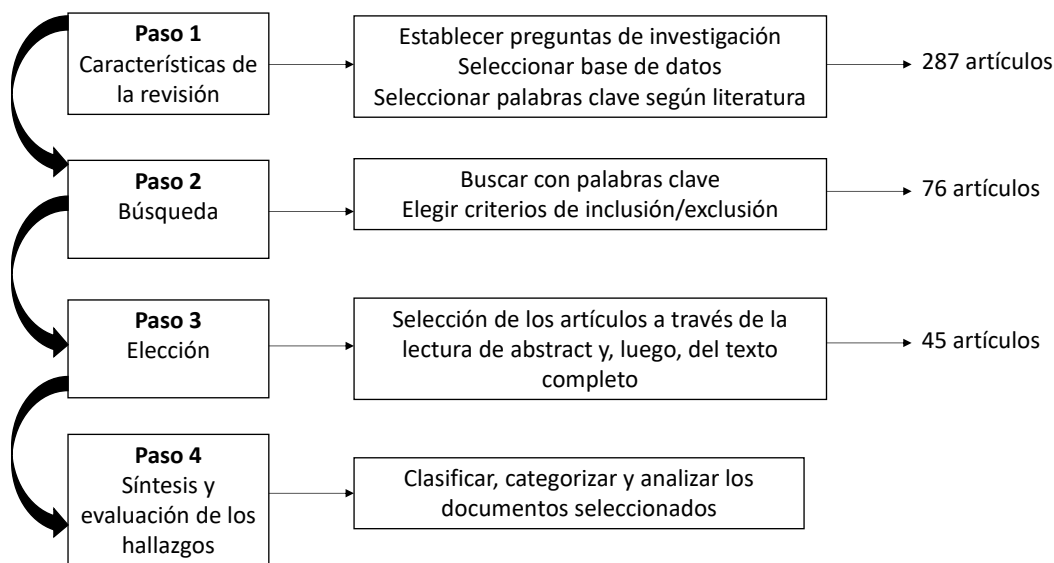 Paso 1
Características de
la revisión
Establecer preguntas de investigación
Seleccionar base de datos
Seleccionar palabras clave según literatura
287 artículos
Paso 2
Búsqueda
Buscar con palabras clave
Elegir criterios de inclusión/exclusión
76 artículos
Paso 3
Elección
Selección de los artículos a través de la
lectura de abstract y, luego, del texto
completo
45 artículos
Paso 4
Síntesis y
evaluación de los
hallazgos
Clasificar, categorizar y analizar los
documentos seleccionados